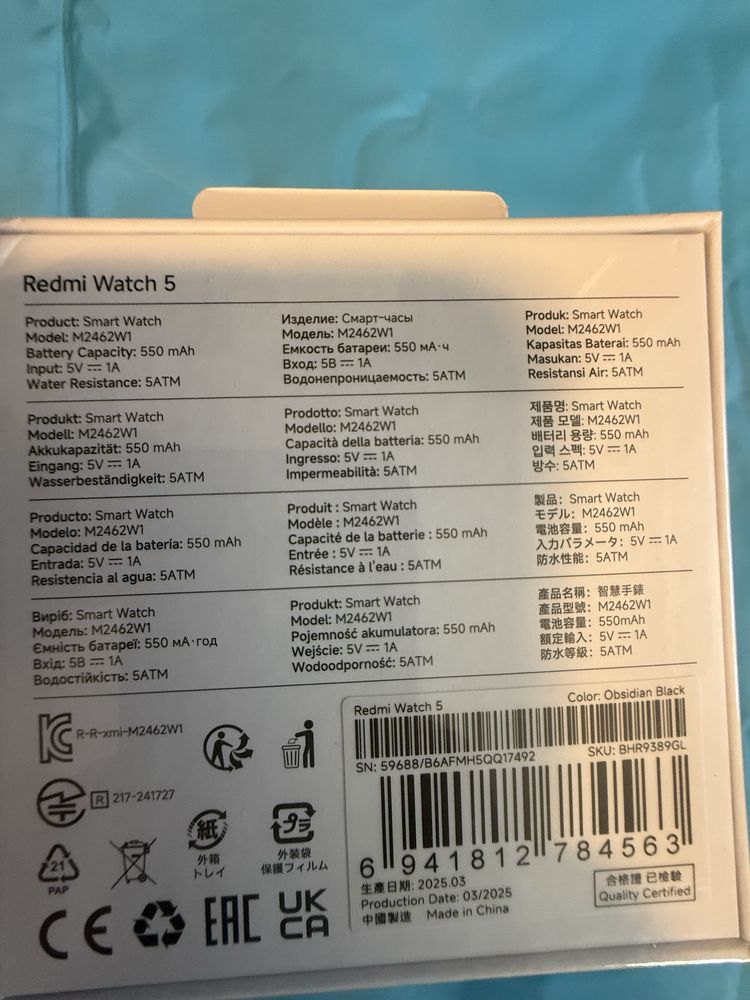 Redmi Watch 5
Product: Smart Watch
Model: M2462W1
Battery Capacity: 550 mAh
Input: 5V ⎓ 1A
Water Resistance: 5ATM
Изделие: Смарт-часы
Модель: M2462W1
Емкость батареи: 550 мА·ч
Вход: 5В ⎓ 1A
Водонепроницаемость: 5ATM
Produk: Smart Watch
Model: M2462W1
Kapasitas Baterai: 550 mAh
Masukan: 5V ⎓ 1A
Resistansi Air: 5ATM
Produkt: Smart Watch
Modell: M2462W1
Akkukapazität: 550 mAh
Eingang: 5V ⎓ 1A
Wasserbeständigkeit: 5ATM
Prodotto: Smart Watch
Modello: M2462W1
Capacità della batteria: 550 mAh
Ingresso: 5V ⎓ 1A
Impermeabilità: 5ATM
제품명: Smart Watch
제품 모델: M2462W1
배터리 용량: 550 mAh
입력 스펙: 5V ⎓ 1A
방수: 5ATM
Producto: Smart Watch
Modelo: M2462W1
Capacidad de la batería: 550 mAh
Entrada: 5V ⎓ 1A
Resistencia al agua: 5ATM
Produit : Smart Watch
Modèle : M2462W1
Capacité de la batterie : 550 mAh
Entrée : 5V ⎓ 1A
Résistance à l'eau : 5ATM
製品： Smart Watch
モデル： M2462W1
電池容量： 550 mAh
入力パラメータ： 5V ⎓ 1A
防水性能： 5ATM
Виріб: Smart Watch
Модель: M2462W1
Ємність батареї: 550 мА·год
Вхід: 5В ⎓ 1A
Водостійкість: 5ATM
Produkt: Smart Watch
Model: M2462W1
Pojemność akumulatora: 550 mAh
Wejście: 5V ⎓ 1A
Wodoodporność: 5ATM
產品名稱： 智慧手錶
產品型號： M2462W1
電池容量： 550mAh
額定輸入： 5V ⎓ 1A
防水等級： 5ATM
R-R-xmi-M2462W1
R 217-241727
紙
外箱
トレイ
プラ
外装袋
保護フィルム
21
PAP
CE
EAC
UK
CA
Redmi Watch 5
Color: Obsidian Black
SN: 59688/B6AFMH5QQ17492
SKU: BHR9389GL
6 941812 784563
生產日期: 2025.03
Production Date: 03/2025
中國製造 Made in China
合格證 已檢驗
Quality Certified